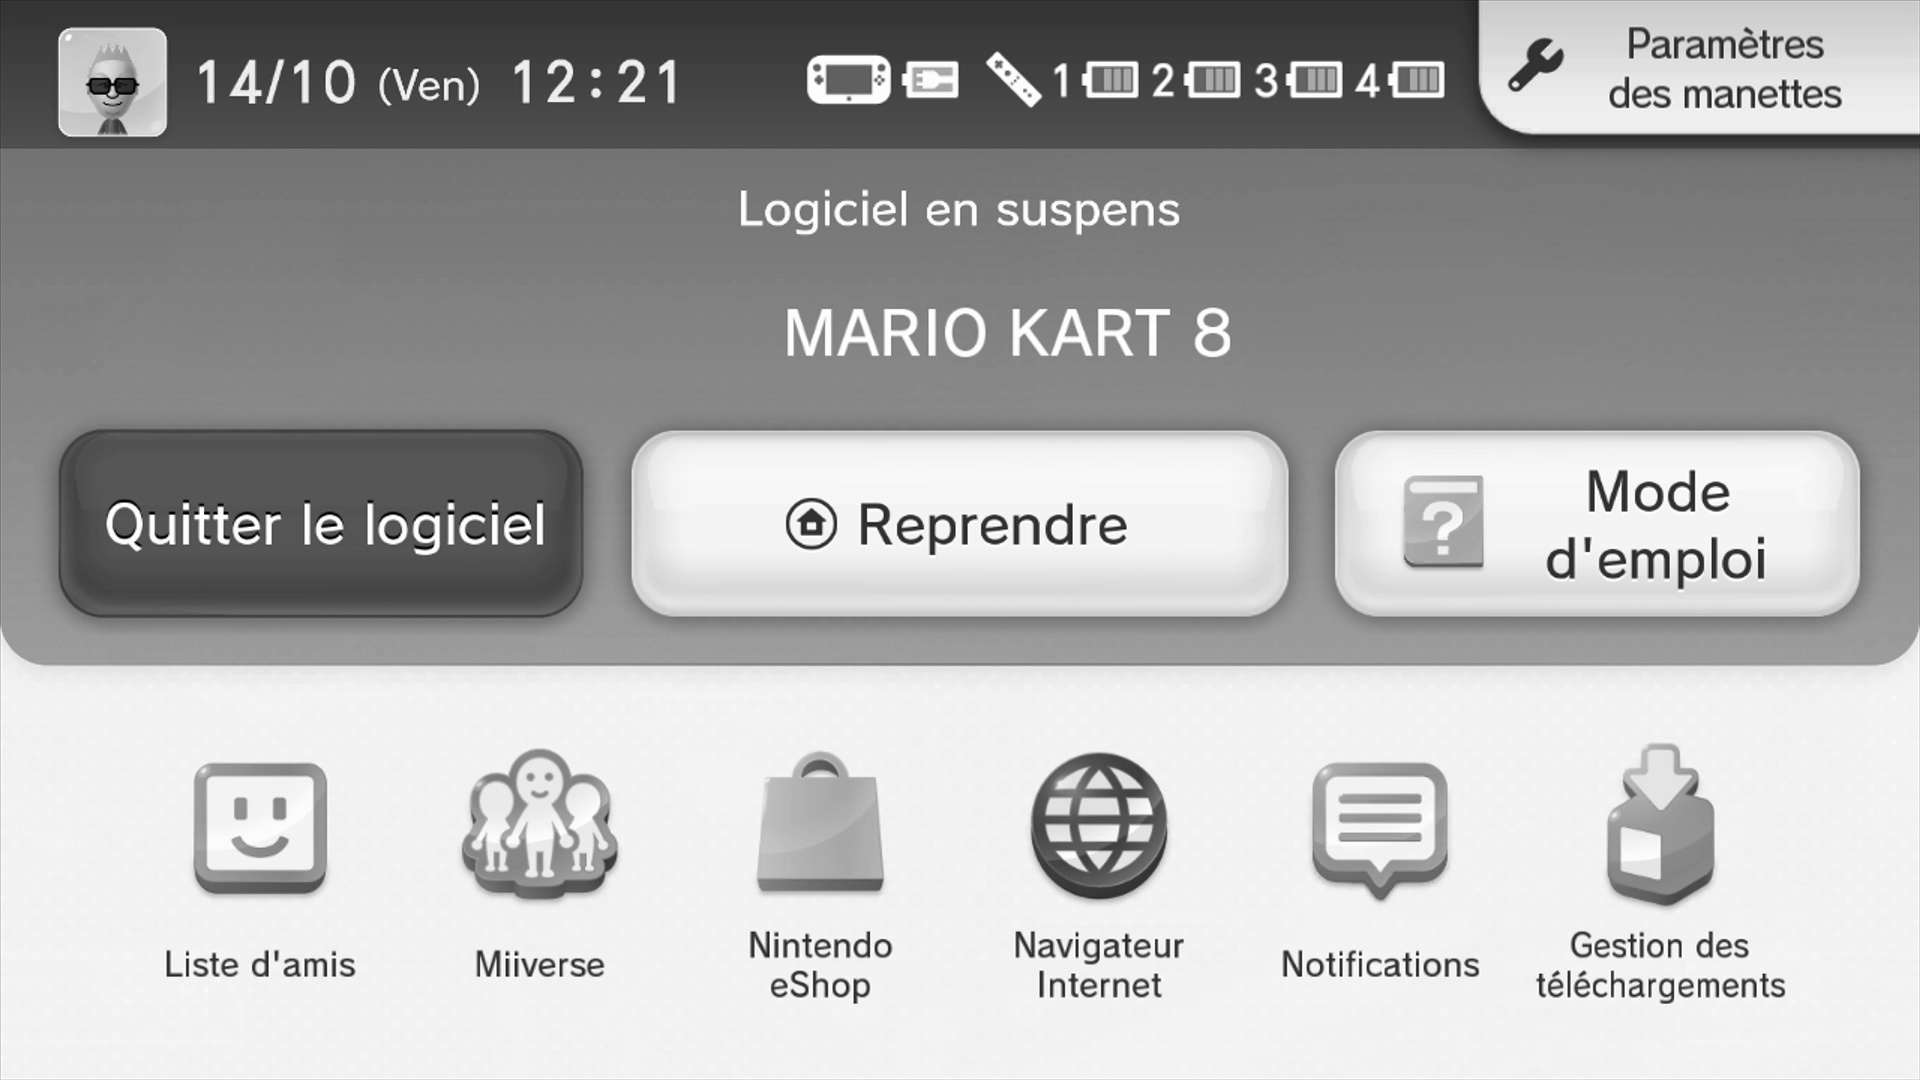 14/10 (Ven) 12:21
1 2 3 4
Paramètres
des manettes
Logiciel en suspens
MARIO KART 8
Quitter le logiciel
Reprendre
?
Mode
d'emploi
Liste d'amis
Miiverse
Nintendo
eShop
Navigateur
Internet
Notifications
Gestion des
téléchargements